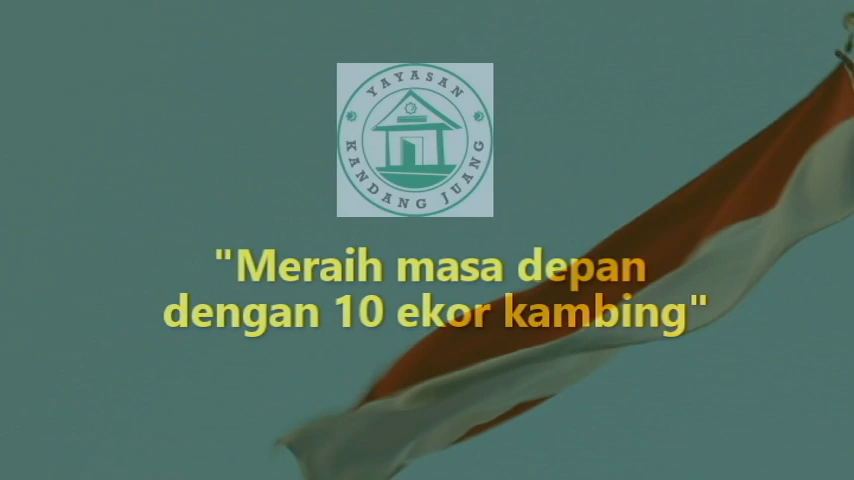 YAYASAN
KANDANG JUANG
"Meraih masa depan
dengan 10 ekor kambing"